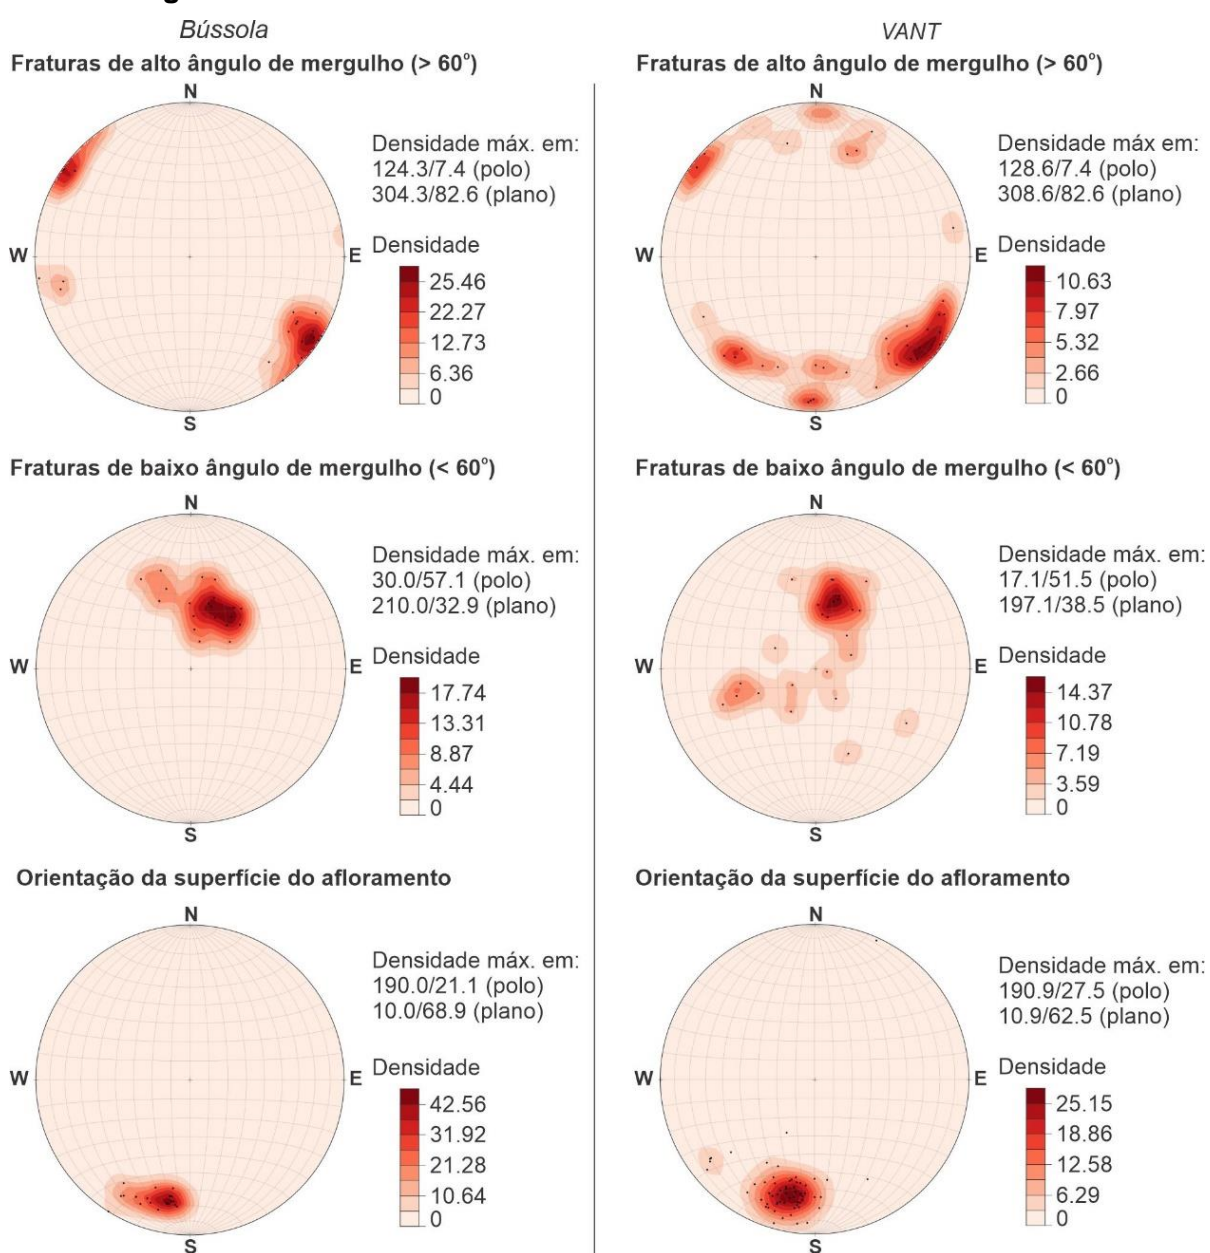 Bússola
Fraturas de alto ângulo de mergulho (> 60°)
N
W
E
S
Densidade máx. em:
124.3/7.4 (polo)
304.3/82.6 (plano)
Densidade
25.46
22.27
12.73
6.36
0
Fraturas de baixo ângulo de mergulho (< 60°)
N
W
E
S
Densidade máx. em:
30.0/57.1 (polo)
210.0/32.9 (plano)
Densidade
17.74
13.31
8.87
4.44
0
Orientação da superfície do afloramento
N
W
E
S
Densidade máx. em:
190.0/21.1 (polo)
10.0/68.9 (plano)
Densidade
42.56
31.92
21.28
10.64
0
VANT
Fraturas de alto ângulo de mergulho (> 60°)
N
W
E
S
Densidade máx em:
128.6/7.4 (polo)
308.6/82.6 (plano)
Densidade
10.63
7.97
5.32
2.66
0
Fraturas de baixo ângulo de mergulho (< 60°)
N
W
E
S
Densidade máx. em:
17.1/51.5 (polo)
197.1/38.5 (plano)
Densidade
14.37
10.78
7.19
3.59
0
Orientação da superfície do afloramento
N
W
E
S
Densidade máx. em:
190.9/27.5 (polo)
10.9/62.5 (plano)
Densidade
25.15
18.86
12.58
6.29
0